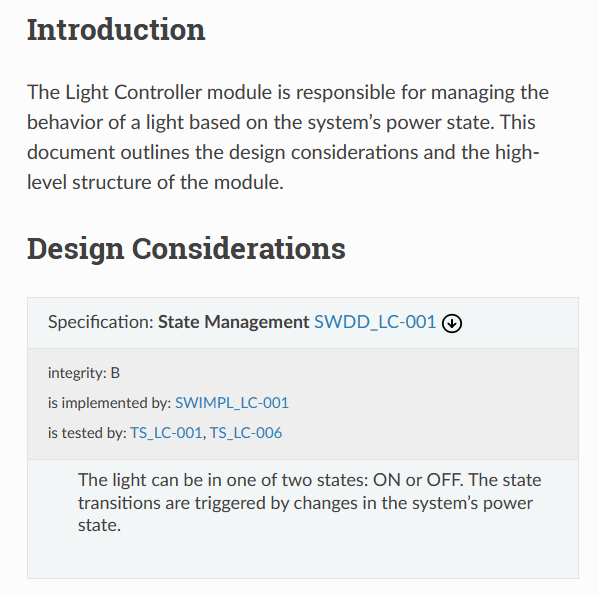 Introduction
The Light Controller module is responsible for managing the
behavior of a light based on the system’s power state. This
document outlines the design considerations and the high-
level structure of the module.
Design Considerations
Specification: State Management SWDD_LC-001
integrity: B
is implemented by: SWIMPL_LC-001
is tested by: TS_LC-001, TS_LC-006
The light can be in one of two states: ON or OFF. The state
transitions are triggered by changes in the system’s power
state.